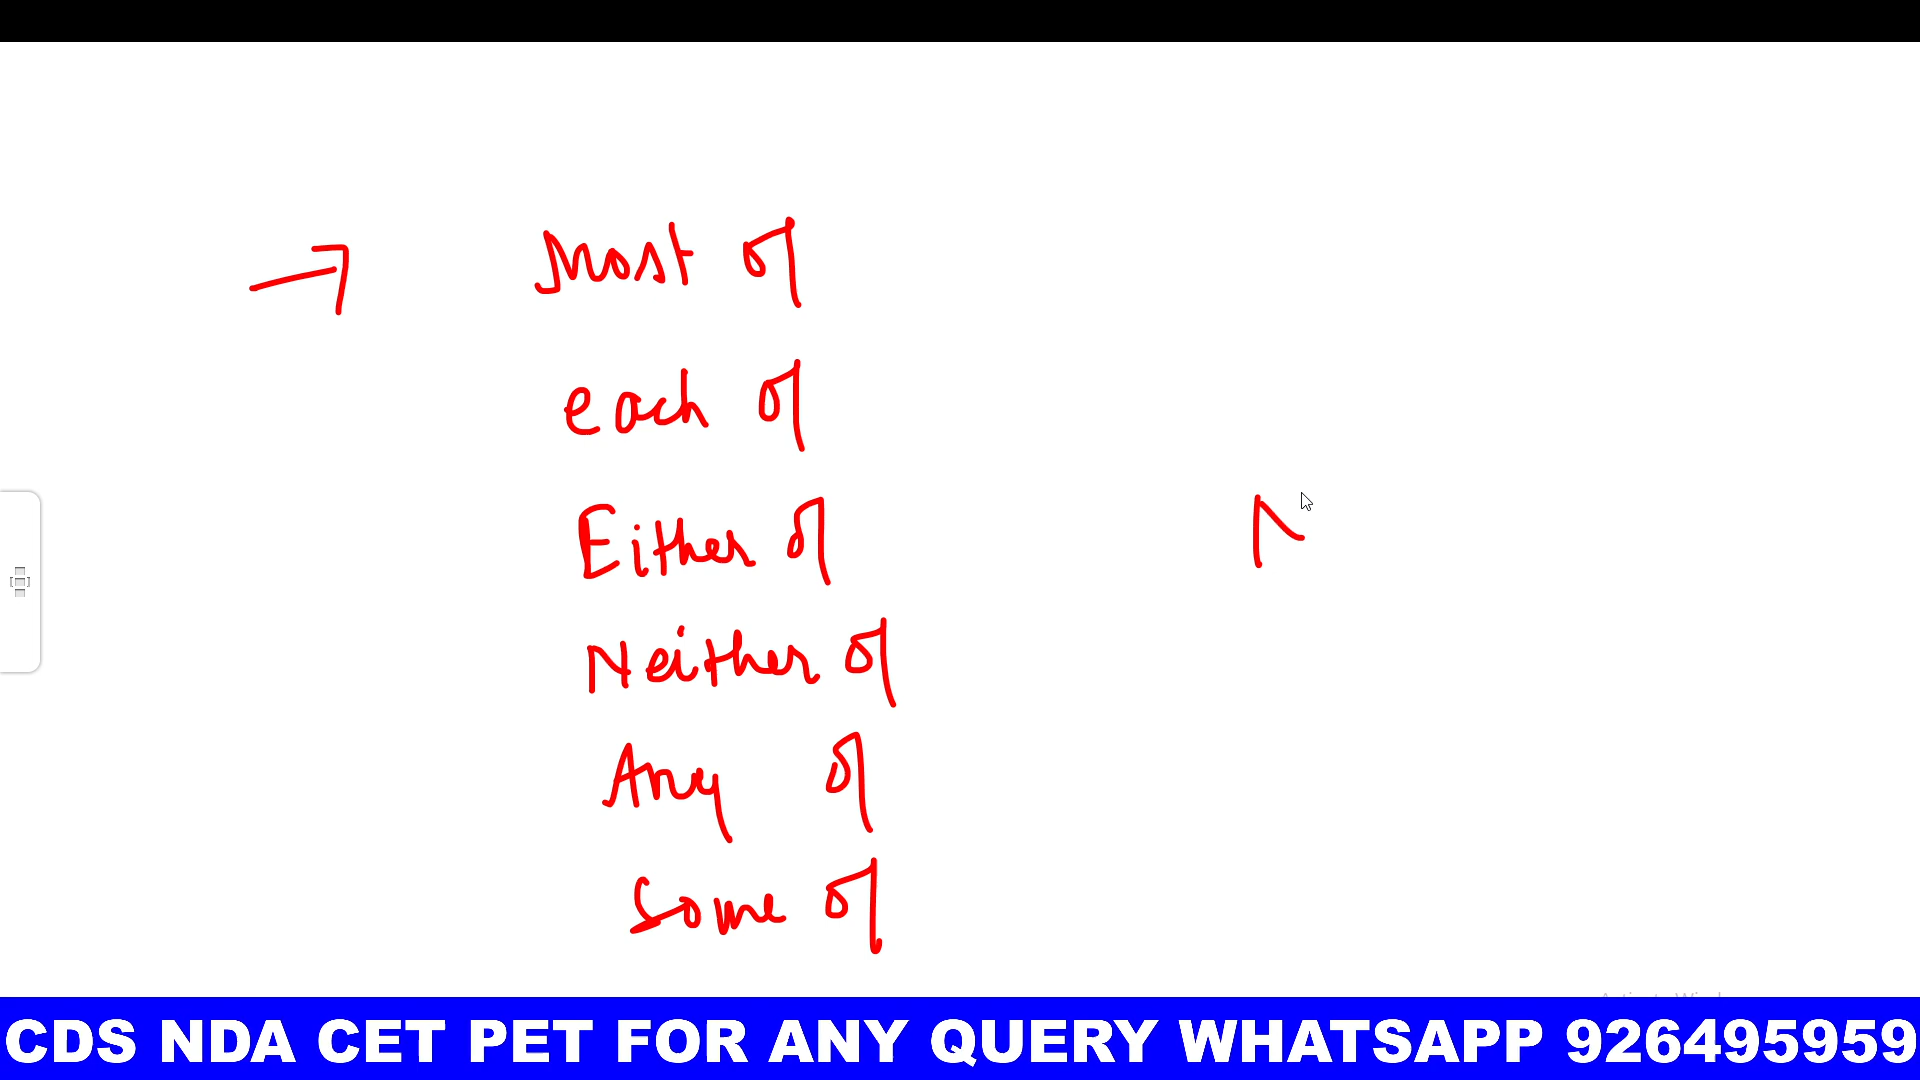 Most of
each of
Either of
Neither of
Any of
Some of
CDS NDA CET PET FOR ANY QUERY WHATSAPP 926495959